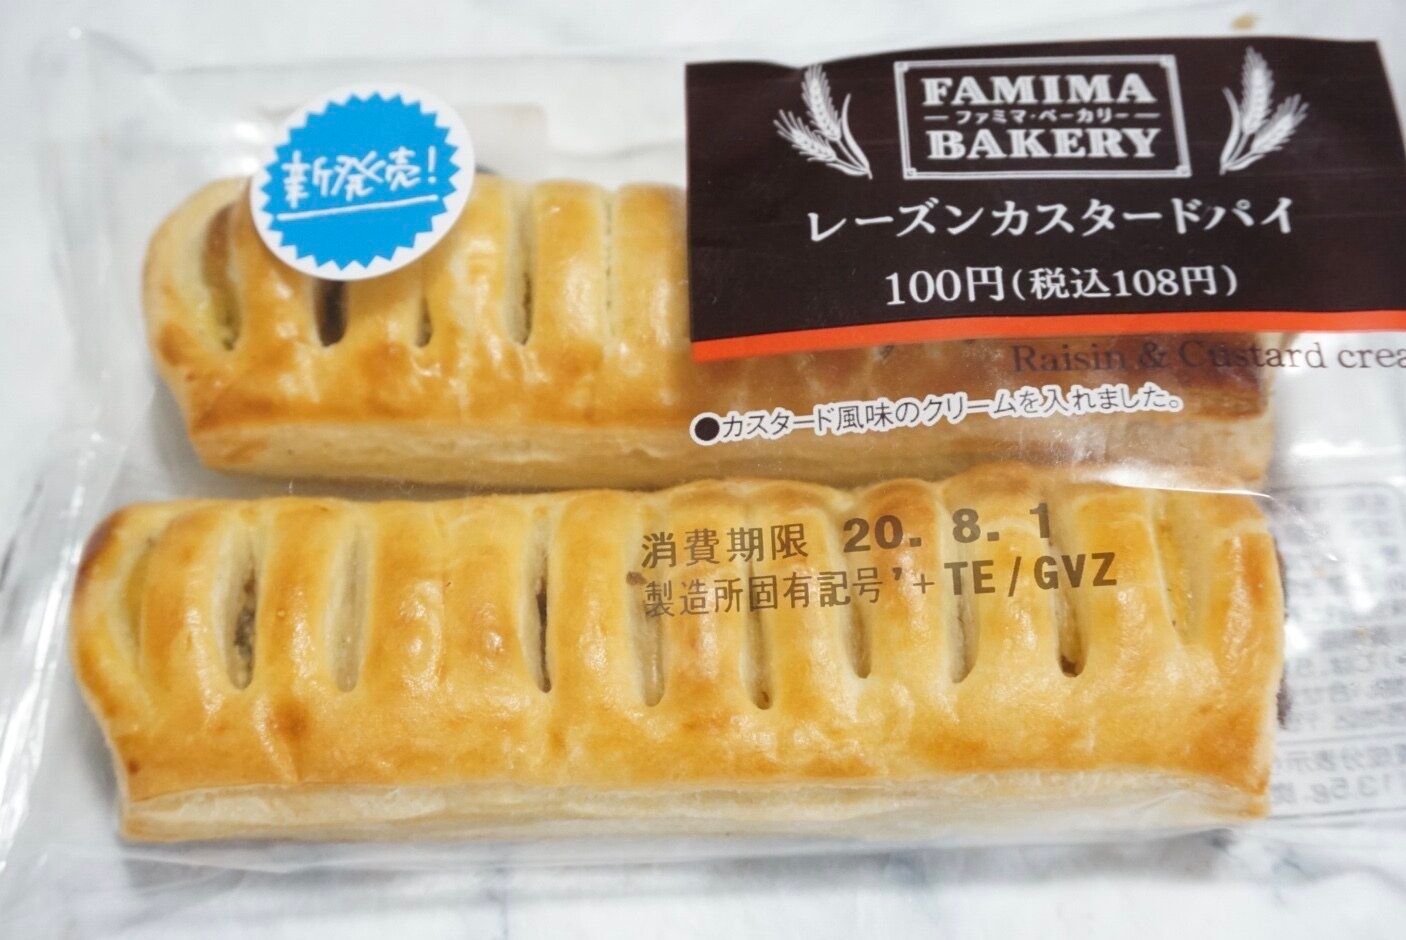 新発売!
FAMIMA
ファミマ・ベーカリー
BAKERY
レーズンカスタードパイ
100円(税込108円)
Raisin & Custard crea
●カスタード風味のクリームを入れました。
消費期限 20. 8. 1
製造所固有記号’+ TE / GVZ